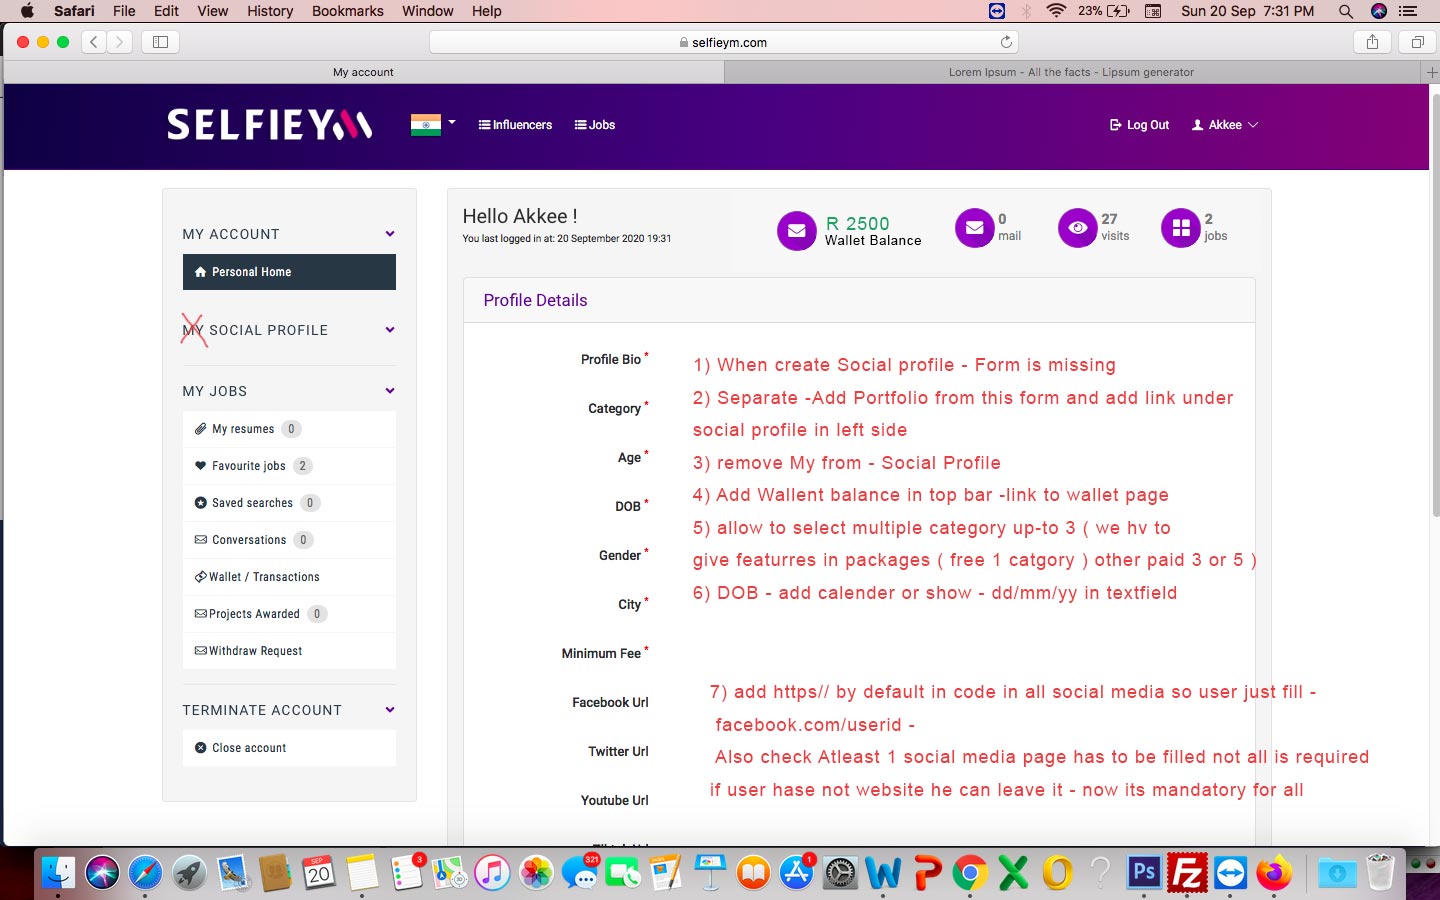 Safari File Edit View History Bookmarks Window Help 23% Sun 20 Sep 7:31 PM
selfieym.com
My account Lorem Ipsum - All the facts - Lipsum generator
SELFIEYM Influencers Jobs Log Out Akkee
MY ACCOUNT
Personal Home
MY SOCIAL PROFILE
MY JOBS
My resumes 0
Favourite jobs 2
Saved searches 0
Conversations 0
Wallet / Transactions
Projects Awarded 0
Withdraw Request
TERMINATE ACCOUNT
Close account
Hello Akkee !
You last logged in at: 20 September 2020 19:31
R 2500
Wallet Balance
0
mail
27
visits
2
jobs
Profile Details
Profile Bio *
Category *
Age *
DOB *
Gender *
City *
Minimum Fee *
Facebook Url
Twitter Url
Youtube Url
1) When create Social profile - Form is missing
2) Separate -Add Portfolio from this form and add link under
social profile in left side
3) remove My from - Social Profile
4) Add Wallent balance in top bar -link to wallet page
5) allow to select multiple category up-to 3 ( we hv to
give featurres in packages ( free 1 catgory ) other paid 3 or 5 )
6) DOB - add calender or show - dd/mm/yy in textfield
7) add https// by default in code in all social media so user just fill -
facebook.com/userid -
Also check Atleast 1 social media page has to be filled not all is required
if user hase not website he can leave it - now its mandatory for all
SEP
20
3
321
1
Ps